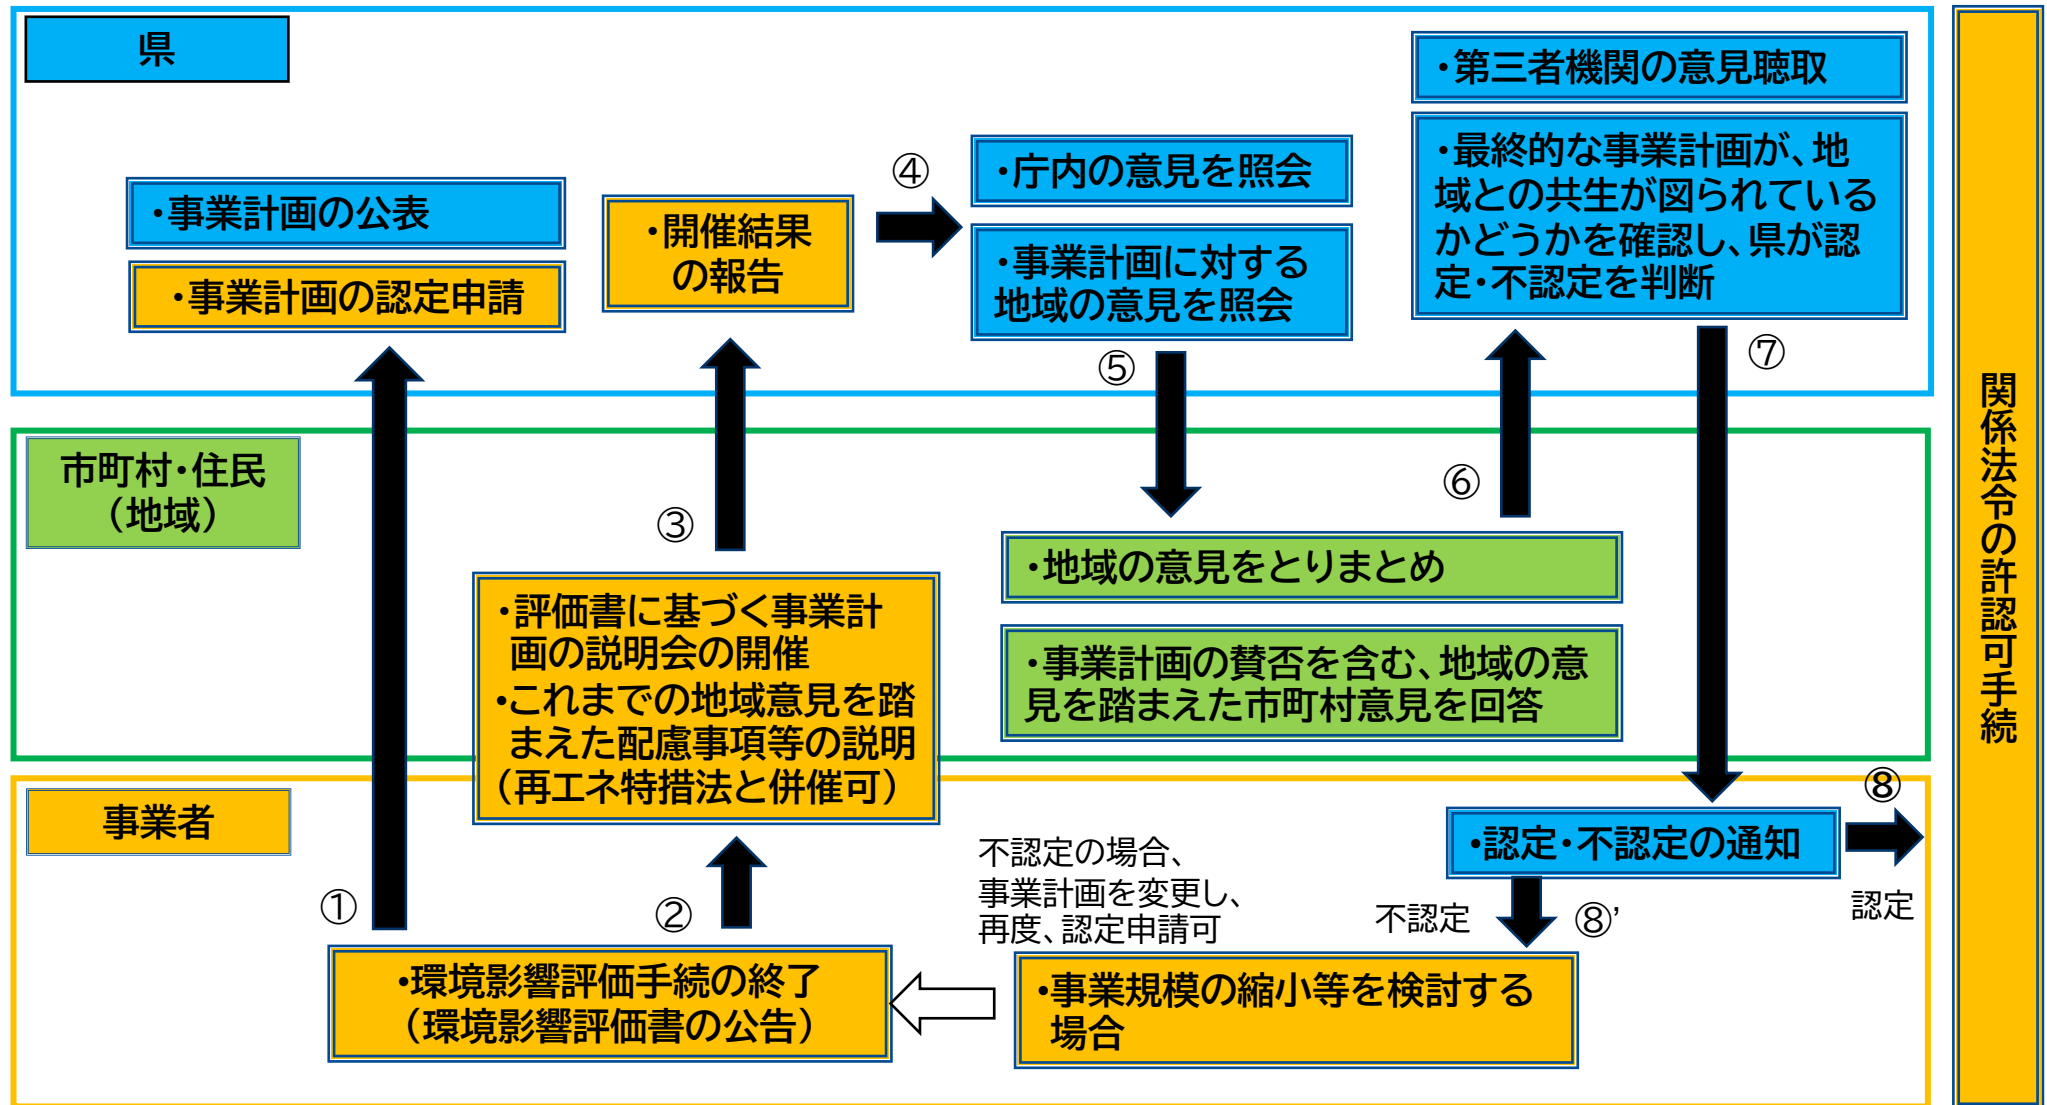 県
・事業計画の公表
・事業計画の認定申請
・開催結果
の報告
④
・庁内の意見を照会
・事業計画に対する
地域の意見を照会
・第三者機関の意見聴取
・最終的な事業計画が、地
域との共生が図られている
かどうかを確認し、県が認
定・不認定を判断
⑤
⑦
市町村・住民
（地域）
③
⑥
・評価書に基づく事業計
画の説明会の開催
・これまでの地域意見を踏
まえた配慮事項等の説明
（再エネ特措法と併催可）
・地域の意見をとりまとめ
・事業計画の賛否を含む、地域の意
見を踏まえた市町村意見を回答
事業者
①
②
不認定の場合、
事業計画を変更し、
再度、認定申請可
・認定・不認定の通知
⑧
認定
不認定
⑧’
・環境影響評価手続の終了
（環境影響評価書の公告）
・事業規模の縮小等を検討する
場合
関係法令の許認可手続